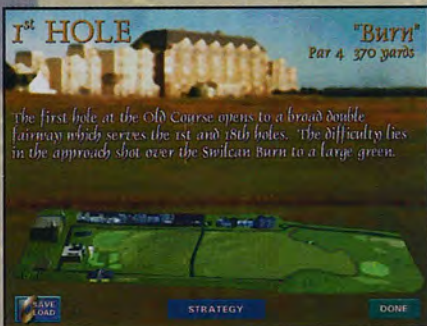 1st HOLE
"Burn"
Par 4 370 yards
The first hole at the Old Course opens to a broad double
fairway which serves the 1st and 18th holes. The difficulty lies
in the approach shot over the Swilcan Burn to a large green.
SAVE
LOAD
STRATEGY
DONE